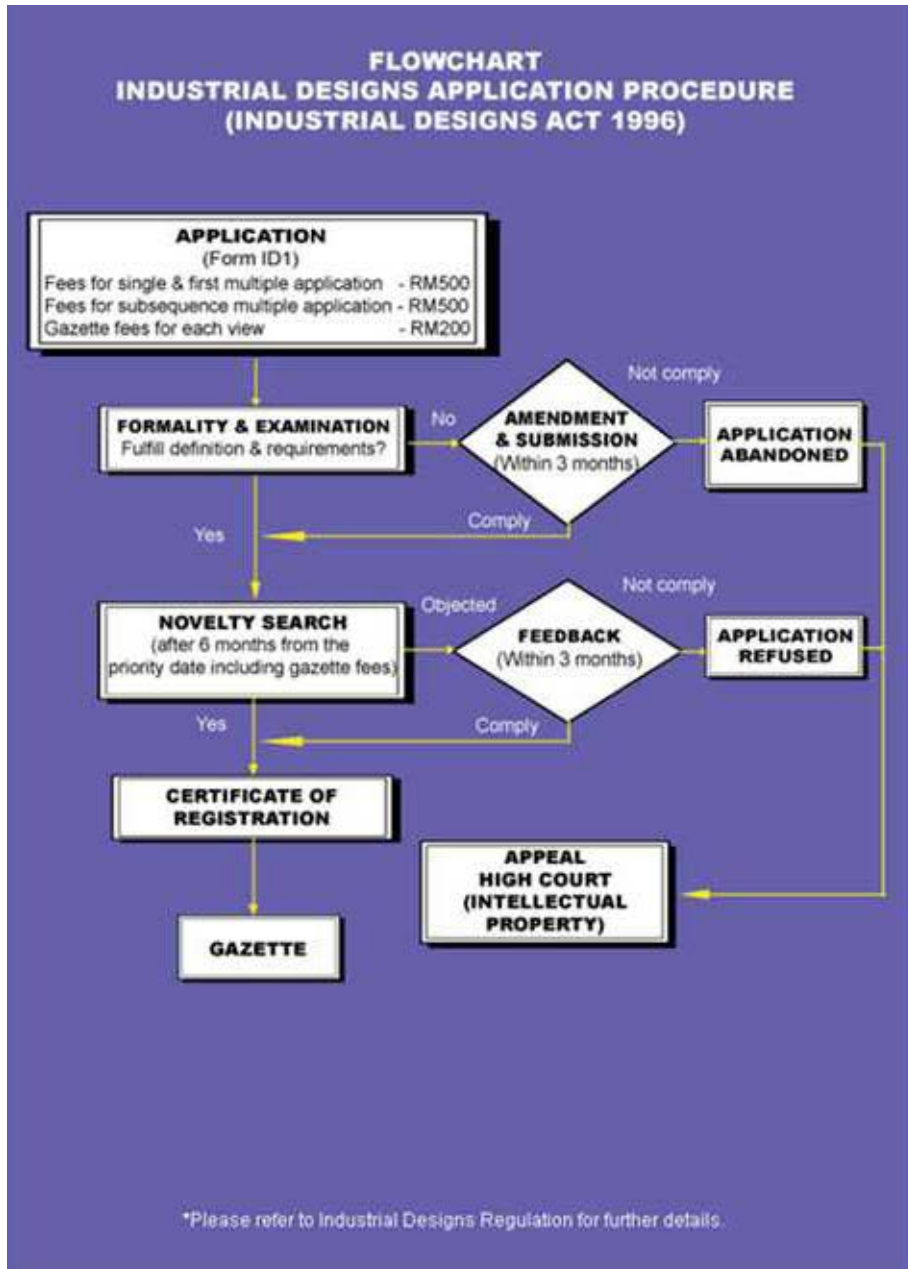 FLOWCHART
INDUSTRIAL DESIGNS APPLICATION PROCEDURE
(INDUSTRIAL DESIGNS ACT 1996)
APPLICATION
(Form ID1)
Fees for single & first multiple application - RM500
Fees for subsequence multiple application - RM500
Gazette fees for each view - RM200
FORMALITY & EXAMINATION
Fulfill definition & requirements?
No
AMENDMENT
& SUBMISSION
(Within 3 months)
Not comply
APPLICATION
ABANDONED
Yes
Comply
NOVELTY SEARCH
(after 6 months from the
priority date including gazette fees)
Objected
FEEDBACK
(Within 3 months)
Not comply
APPLICATION
REFUSED
Yes
Comply
CERTIFICATE OF
REGISTRATION
APPEAL
HIGH COURT
(INTELLECTUAL
PROPERTY)
GAZETTE
*Please refer to Industrial Designs Regulation for further details.